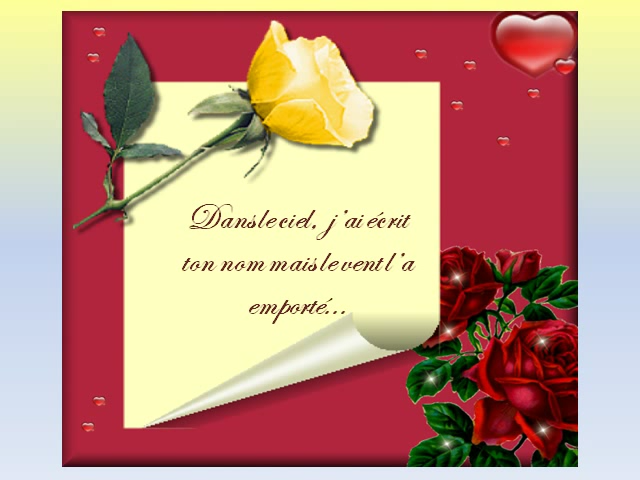 Dans le ciel, j'ai écrit
ton nom mais le vent l'a
emporté...